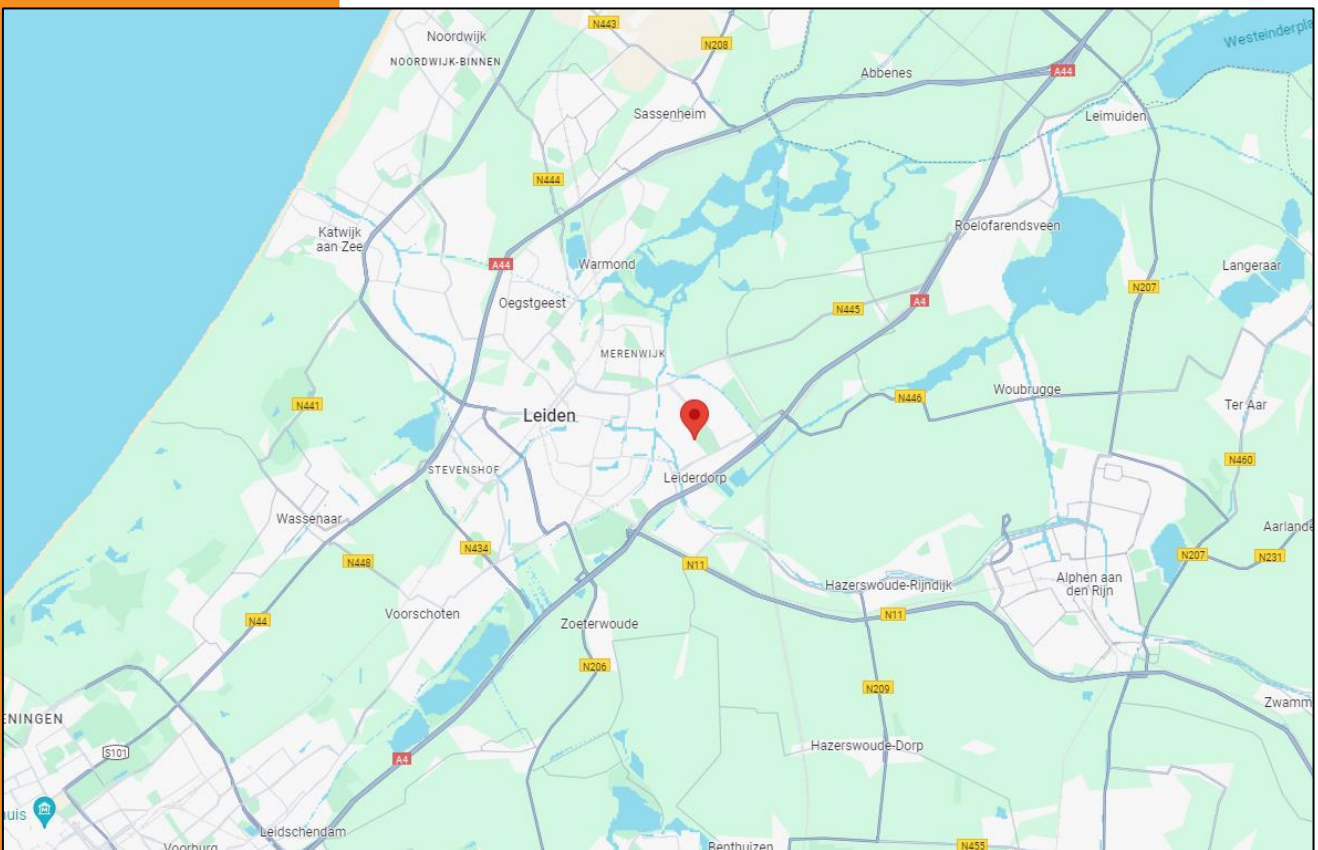 N443
Noordwijk
NOORDWIJK-BINNEN
N208
Westeinderpla
Abbenes
A44
Sassenheim
Leimuiden
N444
Katwijk
aan Zee
Roelofarendsveen
A44
Warmond
Langeraar
N207
Oegstgeest
A4
N445
MERENWIJK
Woubrugge
N446
N441
Ter Aar
Leiden
N460
STEVENSHOF
Leiderdorp
Wassenaar
Aarlande
N434
N207
N231
N448
N11
Hazerswoude-Rijndijk
Alphen aan
den Rijn
Voorschoten
N11
N44
Zoeterwoude
N206
N209
Zwamm
ENINGEN
S101
Hazerswoude-Dorp
A4
uis
Leidschendam
Voorburg
Benthuizen
N455